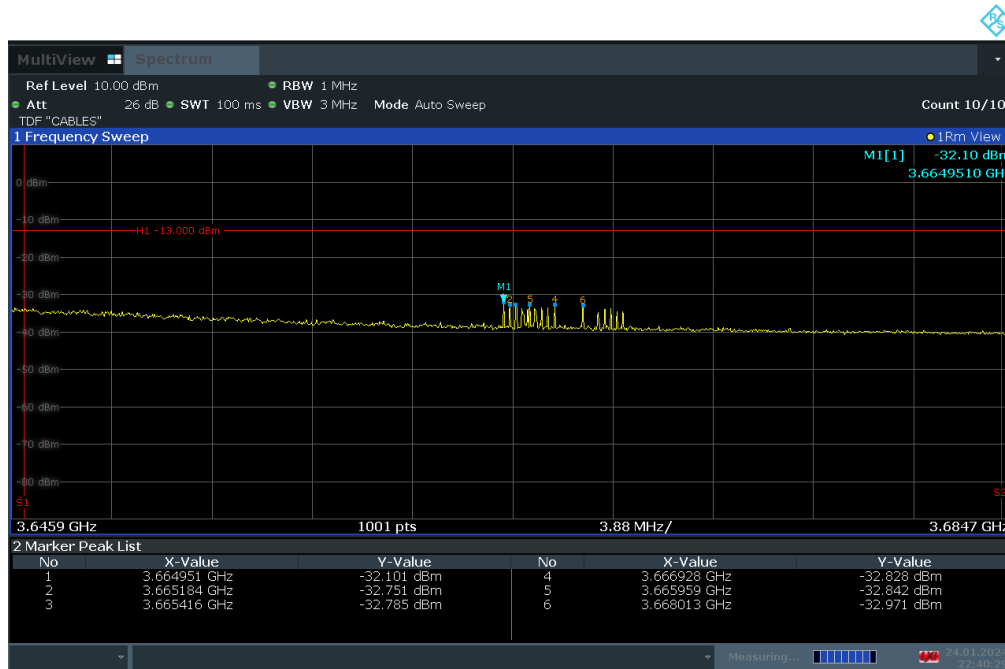 R S
MultiView Spectrum
Ref Level 10.00 dBm RBW 1 MHz
Att 26 dB SWT 100 ms VBW 3 MHz Mode Auto Sweep Count 10/10
TDF "CABLES"
1 Frequency Sweep 1Rm View
M1[1] -32.10 dBm
3.6649510 GH
0 dBm
-10 dBm
H1 -13.000 dBm
-20 dBm
M1
-30 dBm
2 5 4 6
-40 dBm
-50 dBm
-60 dBm
-70 dBm
-80 dBm
S1 S2
3.6459 GHz 1001 pts 3.88 MHz/ 3.6847 GHz
2 Marker Peak List
No X-Value Y-Value No X-Value Y-Value
1 3.664951 GHz -32.101 dBm 4 3.666928 GHz -32.828 dBm
2 3.665184 GHz -32.751 dBm 5 3.665959 GHz -32.842 dBm
3 3.665416 GHz -32.785 dBm 6 3.668013 GHz -32.971 dBm
Measuring... 24.01.2024